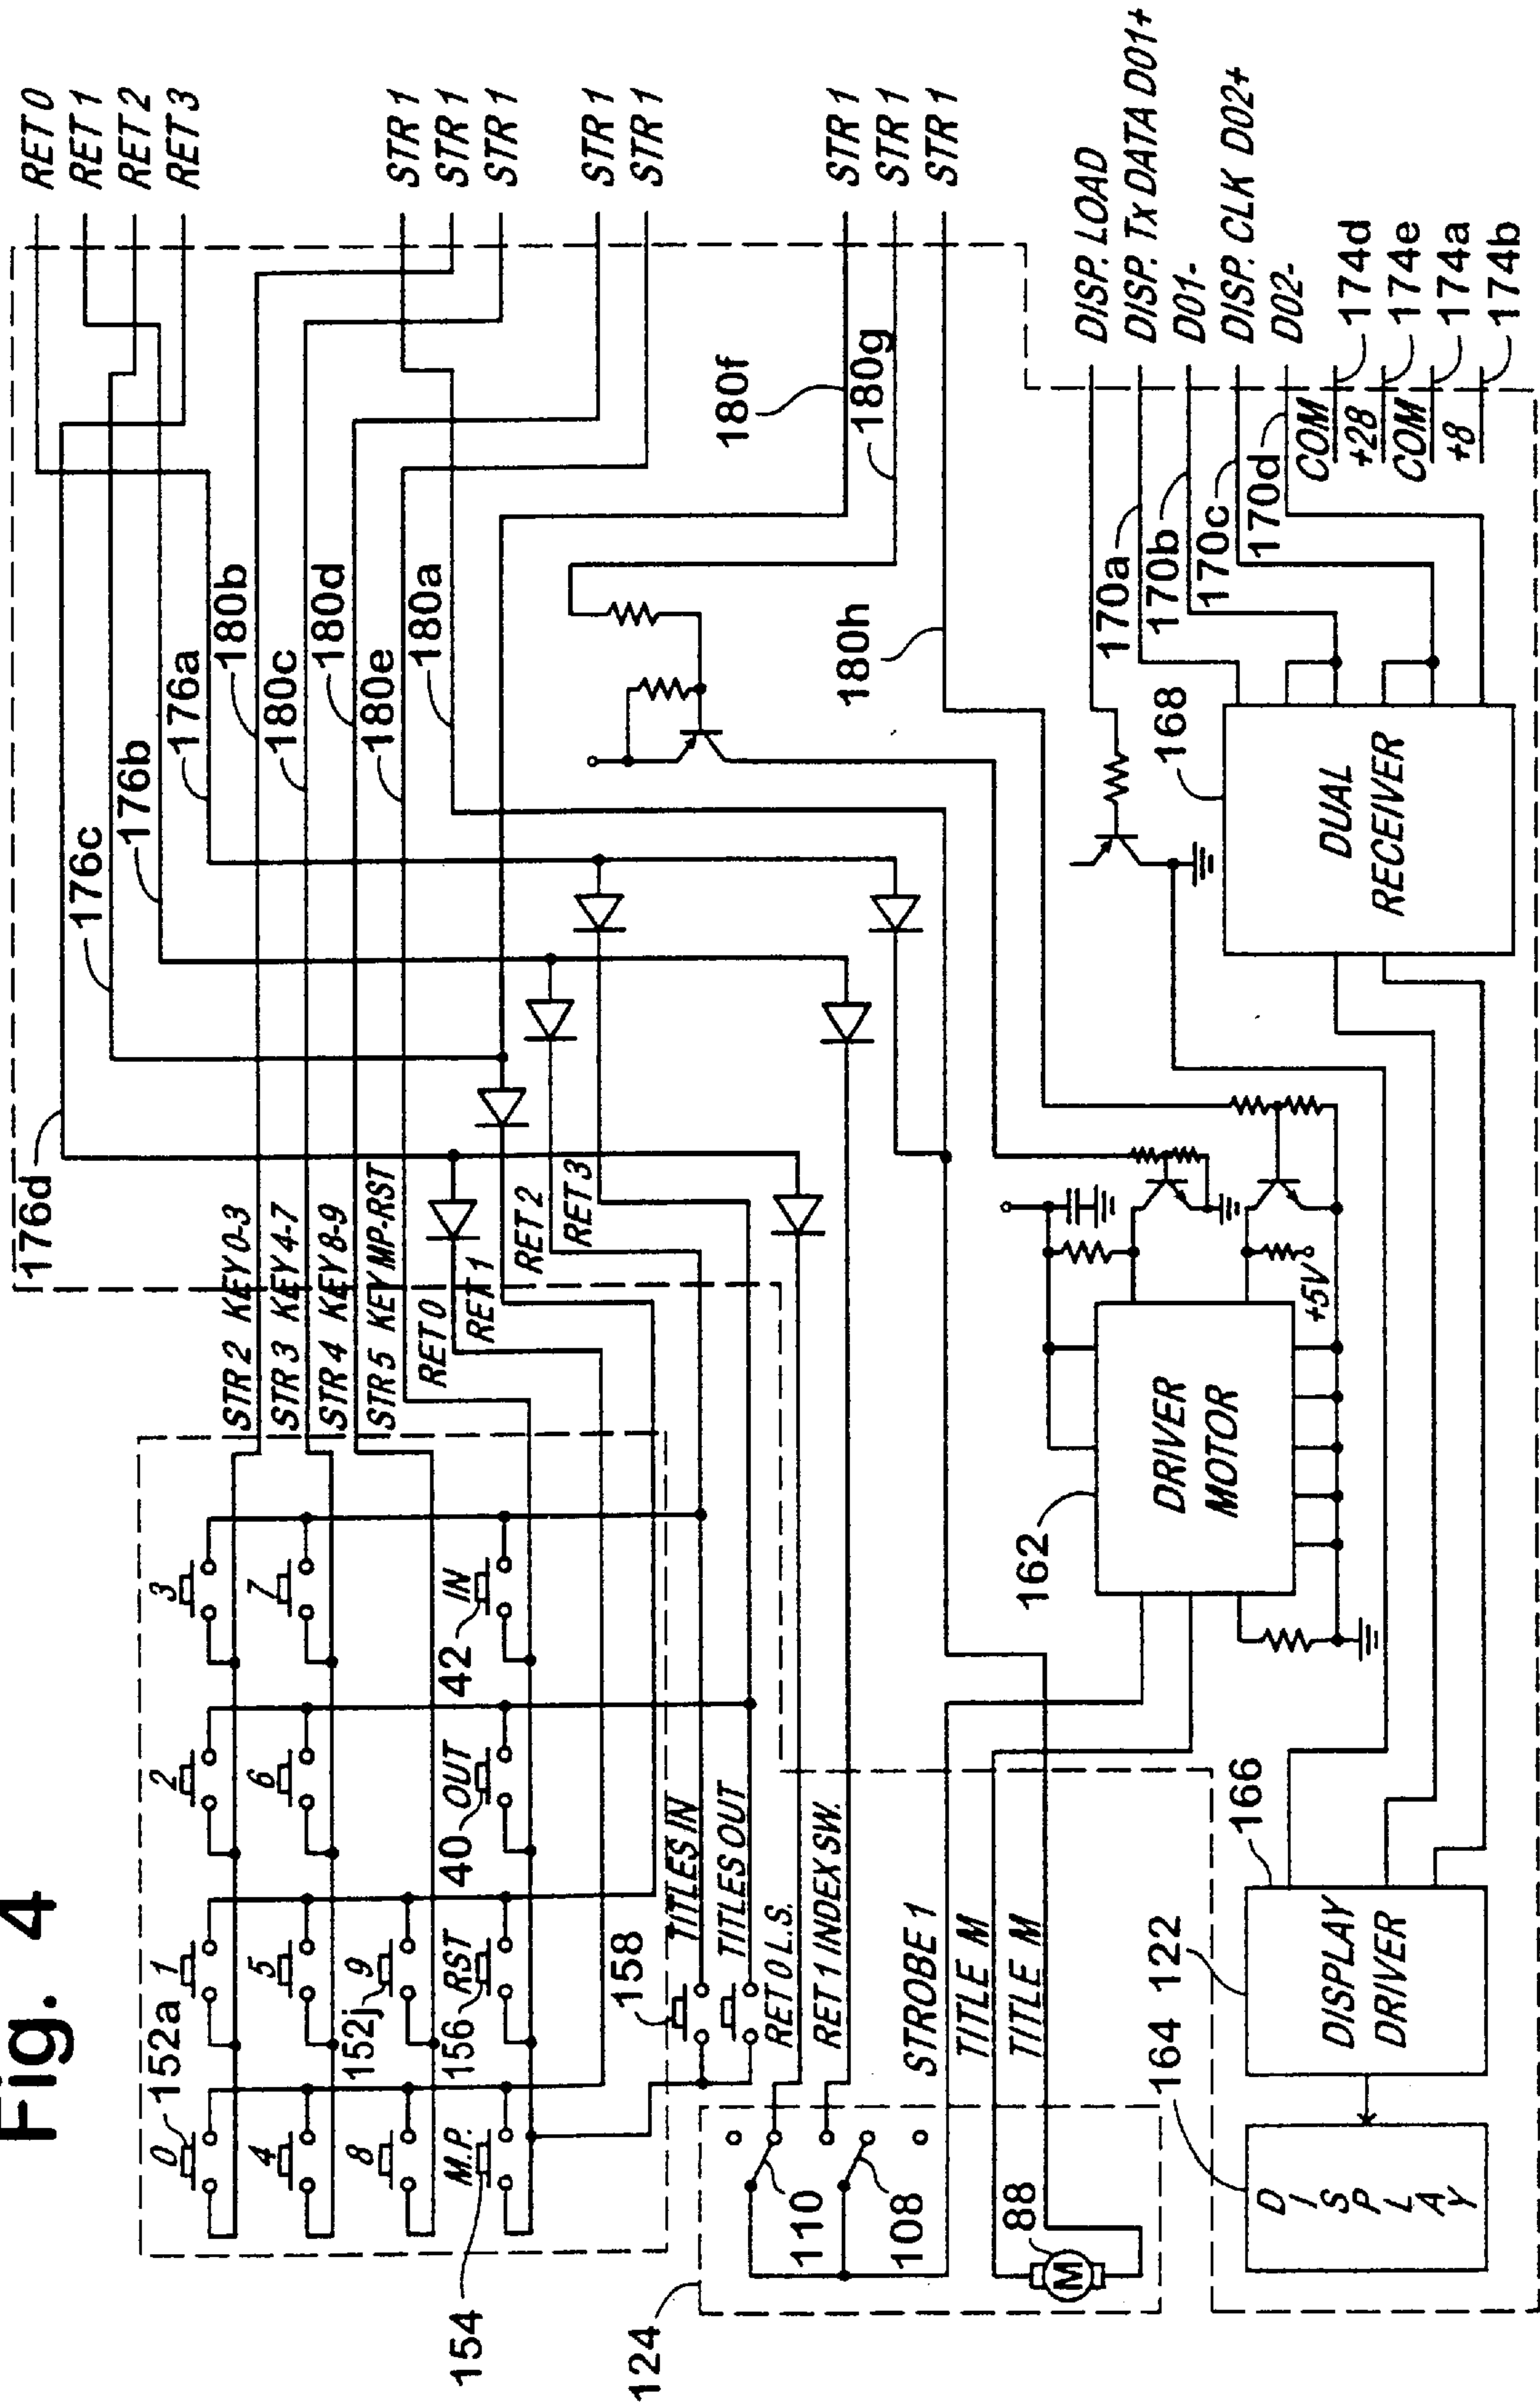 Fig. 4
RET 0
RET 1
RET 2
RET 3
STR 1
STR 1
STR 1
STR 1
STR 1
STR 1
STR 1
STR 1
DISP. LOAD
DISP. Tx DATA D01+
D01-
DISP. CLK D02+
D02-
COM
174d
+28
174e
COM
174a
+8
174b
176d
176c
176b
176a
180b
180c
180d
180e
180a
180f
180g
180h
170a
170b
170c
170d
STR 2 KEY 0-3
STR 3 KEY 4-7
STR 4 KEY 8-9
STR 5 KEY MP-RST
RET 0
RET 1
RET 2
RET 3
0
152a
1
2
3
4
5
6
7
8
152j
9
M.P.
154
156
RST
40
OUT
42
IN
158
TITLES IN
TITLES OUT
RET 0 L.S.
RET 1 INDEX SW.
STROBE 1
TITLE M
TITLE M
124
110
108
88
M
162
DRIVER
MOTOR
+5V
168
DUAL
RECEIVER
164
122
166
DISPLAY
DISPLAY
DRIVER